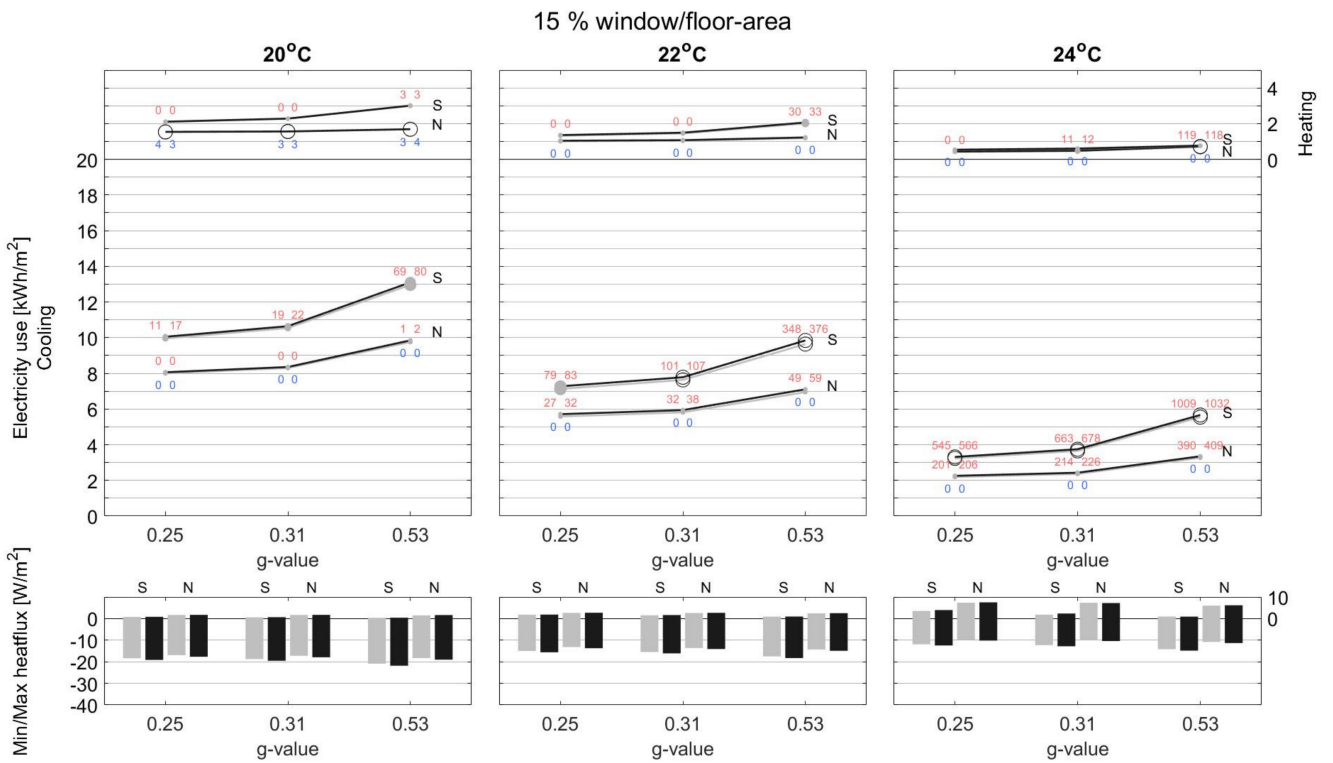 15 % window/floor-area
20°C 22°C 24°C
3 3 S
0 0 0 0 N
4 3 3 3 3 4
30 33 S
0 0 0 0 N
0 0 0 0 0 0
119 118 S
0 0 11 12 N
0 0 0 0 0 0
4
2
0
Heating
20
18
16
14
12
10
8
6
4
2
0
Electricity use [kWh/m²]
Cooling
69 80 S
11 17 19 22
1 2 N
0 0 0 0
0 0 0 0 0 0
348 376 S
79 83 101 107
49 59 N
27 32 32 38
0 0 0 0 0 0
1009 1032 S
545 566 663 678
390 409 N
201 206 214 226
0 0 0 0 0 0
0.25 0.31 0.53 0.25 0.31 0.53 0.25 0.31 0.53
g-value g-value g-value
S N S N S N S N S N S N S N S N S N
Min/Max heatflux [W/m²]
0
-10
-20
-30
-40
10
0
0.25 0.31 0.53 0.25 0.31 0.53 0.25 0.31 0.53
g-value g-value g-value